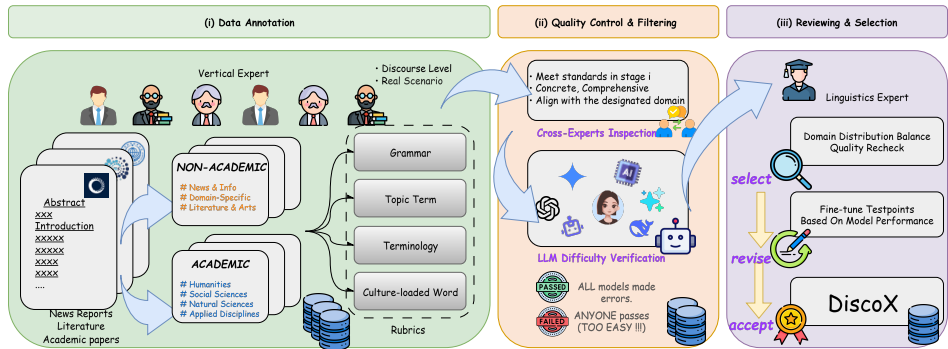 (i) Data Annotation
Vertical Expert
• Discourse Level
• Real Scenario
Abstract
xxx
Introduction
xxxxx
xxxxx
xxxx
xxxx
....
News Reports
Literature
Academic papers
NON-ACADEMIC
# News & Info
# Domain-Specific
# Literature & Arts
ACADEMIC
# Humanities
# Social Sciences
# Natural Sciences
# Applied Disciplines
Grammar
Topic Term
Terminology
Culture-loaded Word
Rubrics
(ii) Quality Control & Filtering
• Meet standards in stage i
• Concrete, Comprehensive
• Align with the designated domain
Cross-Experts Inspection
AI
LLM Difficulty Verification
PASSED
ALL models made
errors.
FAILED
ANYONE passes
(TOO EASY !!!)
(iii) Reviewing & Selection
Linguistics Expert
Domain Distribution Balance
Quality Recheck
select
Fine-tune Testpoints
Based On Model Performance
revise
DiscoX
accept